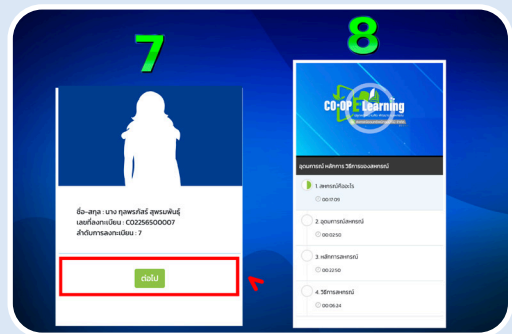 7
ชื่อ-สกุล : นาง กุลพรภัสร์ สุพรมพันธุ์
เลขที่ลงทะเบียน : C02256500007
ลำดับการลงทะเบียน : 7
ต่อไป
8
CO-OP E-Learning
อุดมการณ์ หลักการ วิธีการของสหกรณ์
1. สหกรณ์คืออะไร
00:17:09
2. อุดมการณ์สหกรณ์
00:02:50
3. หลักการสหกรณ์
00:22:50
4. วิธีการสหกรณ์
00:06:24